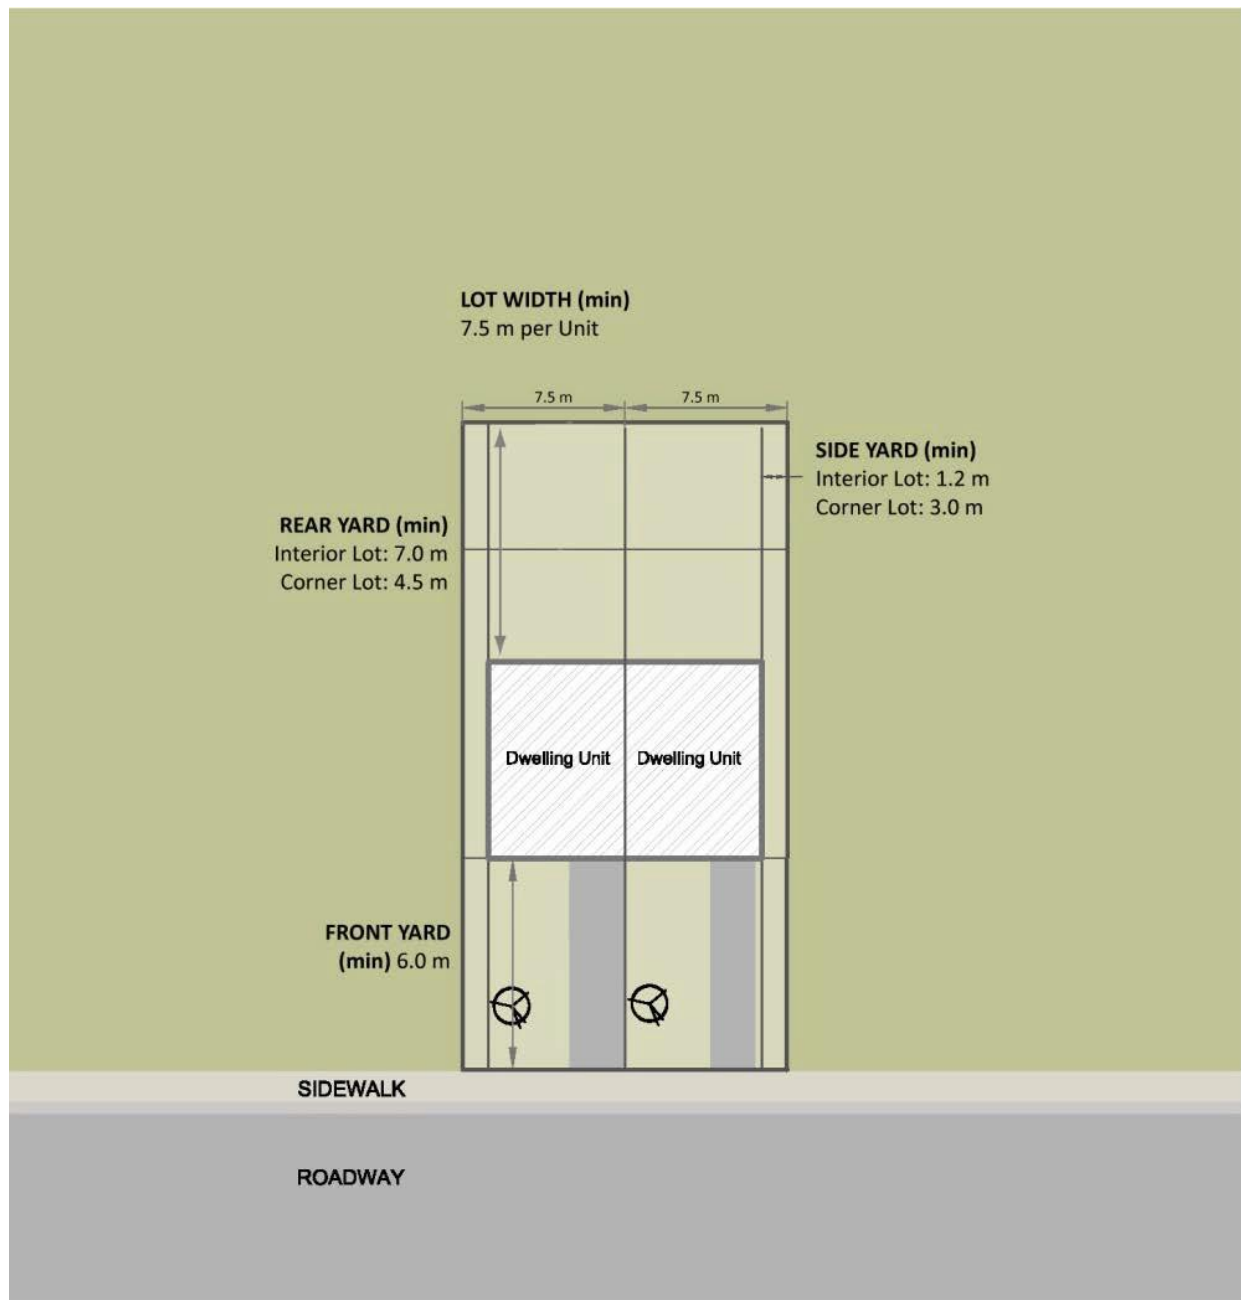 LOT WIDTH (min)
7.5 m per Unit
7.5 m
7.5 m
SIDE YARD (min)
Interior Lot: 1.2 m
Corner Lot: 3.0 m
REAR YARD (min)
Interior Lot: 7.0 m
Corner Lot: 4.5 m
Dwelling Unit
Dwelling Unit
FRONT YARD
(min) 6.0 m
SIDEWALK
ROADWAY